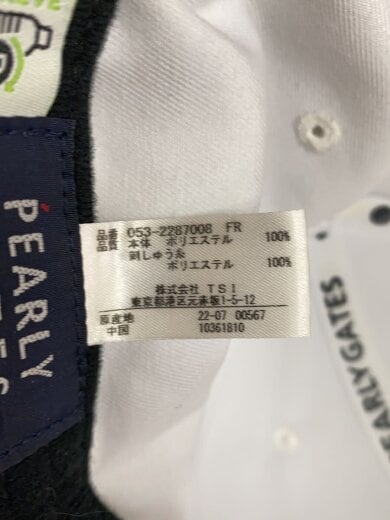 PEARLY
品番 053-2287008 FR
品質 本体 ポリエステル 100%
刺しゅう糸
ポリエステル 100%
株式会社 TSI
東京都港区元赤坂1-5-12
原産地 22-07 00567
中国 10361810
PEARLY GATES